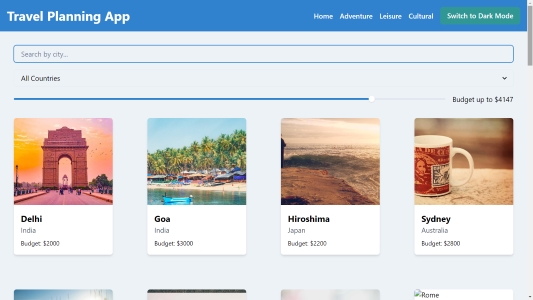 Travel Planning App
Home Adventure Leisure Cultural Switch to Dark Mode
Search by city...
All Countries
Budget up to $4147
Delhi
India
Budget: $2000
Goa
India
Budget: $3000
Hiroshima
Japan
Budget: $2200
Sydney
Australia
Budget: $2800
Rome